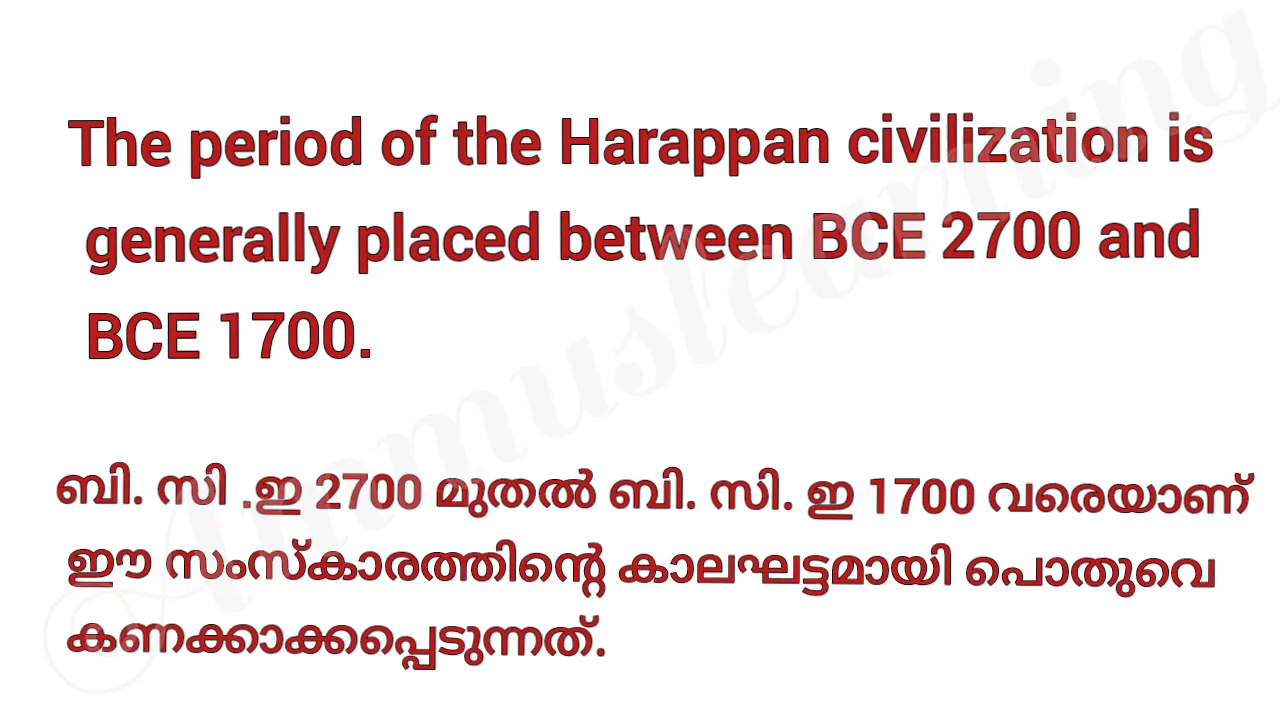 The period of the Harappan civilization is
generally placed between BCE 2700 and
BCE 1700.
ബി. സി .ഇ 2700 മുതൽ ബി. സി. ഇ 1700 വരെയാണ്
ഈ സംസ്കാരത്തിന്റെ കാലഘട്ടമായി പൊതുവെ
കണക്കാക്കപ്പെടുന്നത്.
Ammuslearning